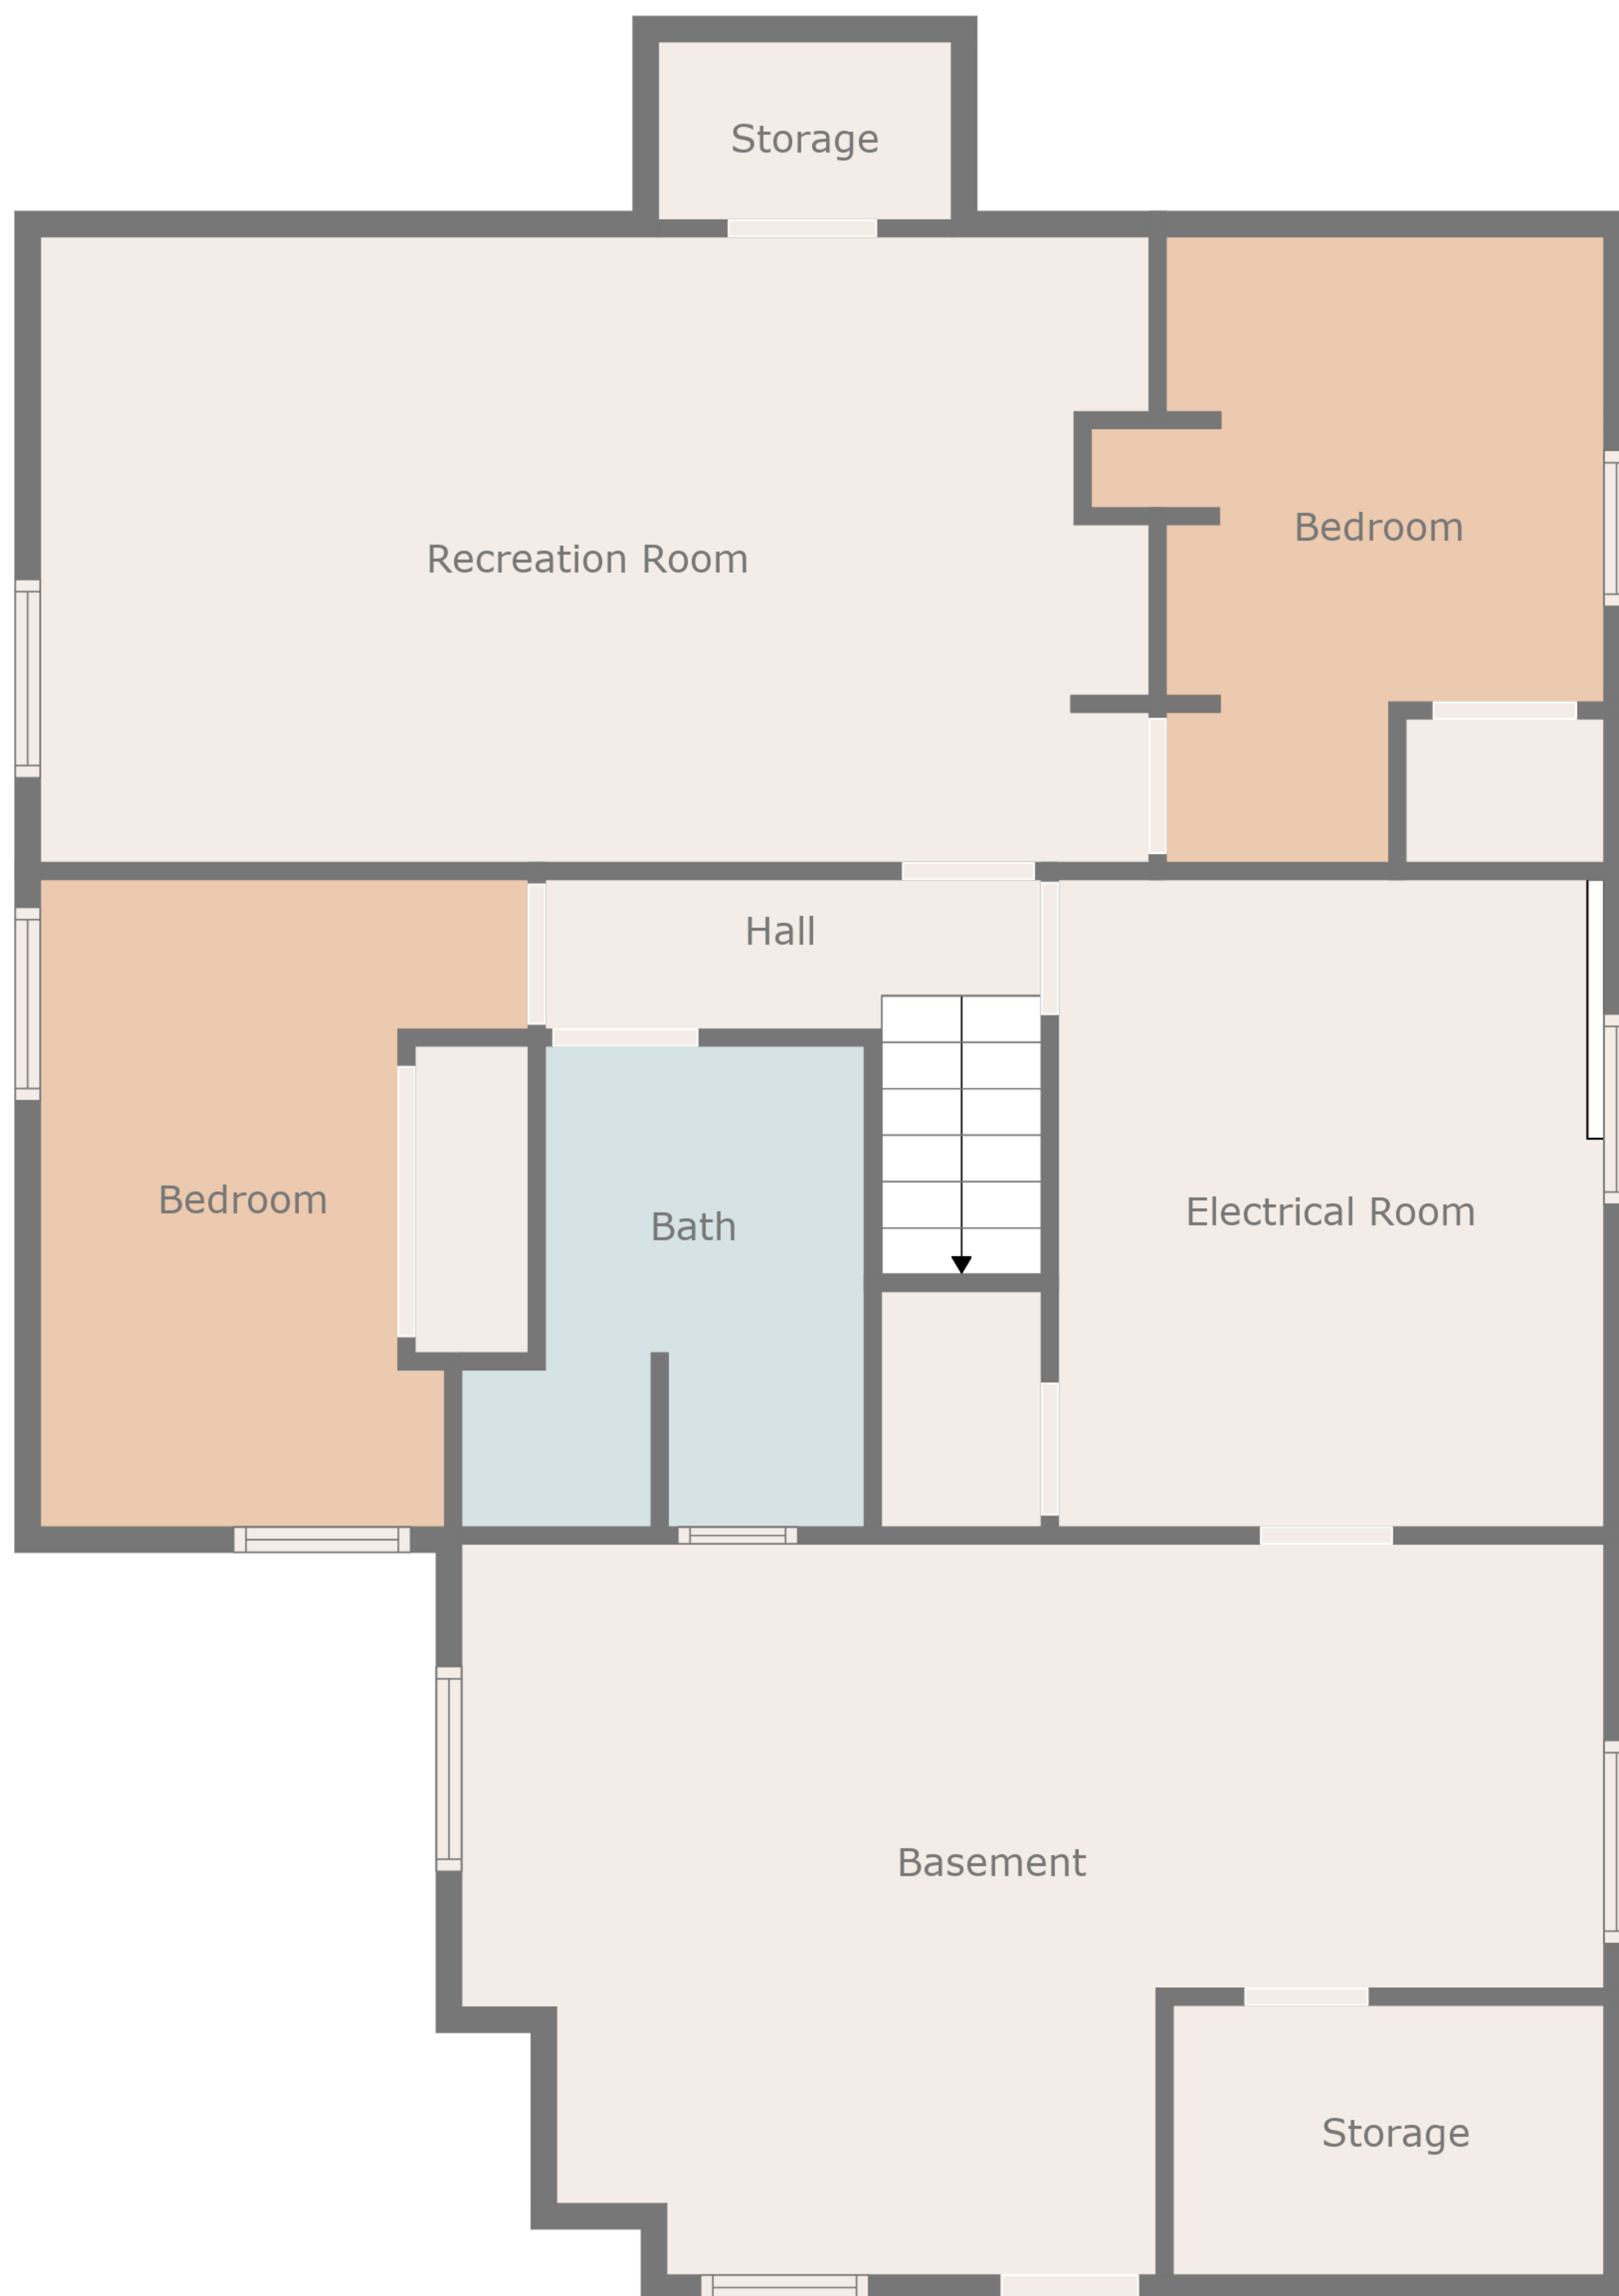 Storage
Bedroom
Recreation Room
Hall
Bedroom
Electrical Room
Bath
Basement
Storage